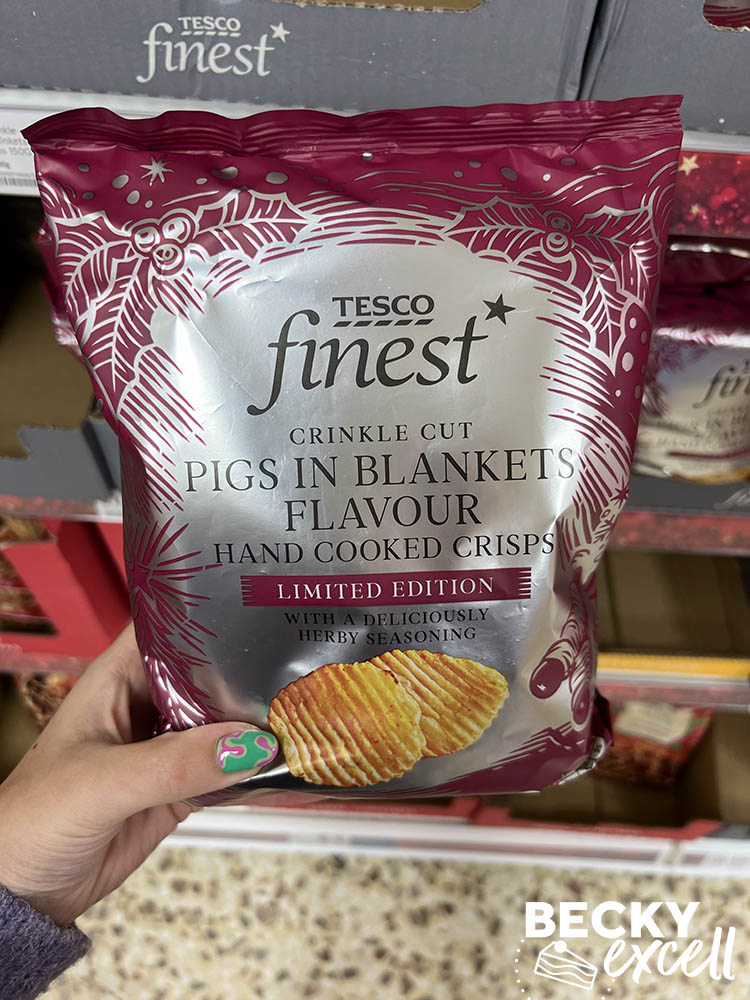 TESCO
finest
TESCO
finest
CRINKLE CUT
PIGS IN BLANKETS
FLAVOUR
HAND COOKED CRISPS
LIMITED EDITION
WITH A DELICIOUSLY
HERBY SEASONING
BECKY
excell